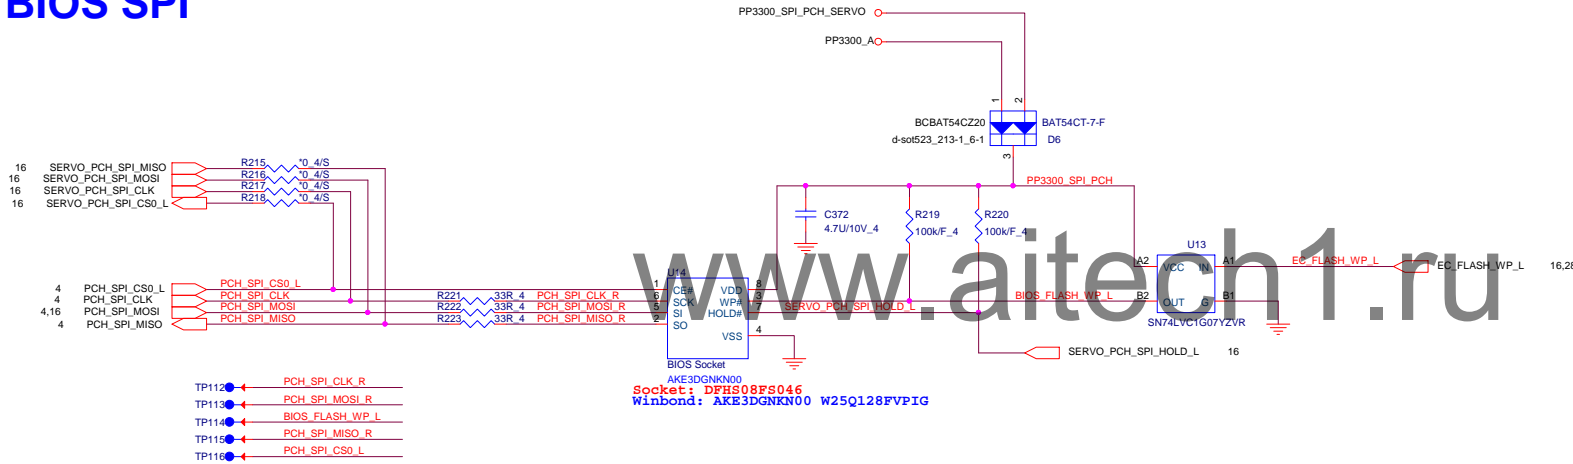 BIOS SPI
PP3300_SPI_PCH_SERVO
PP3300_A
1
2
BCBAT54CZ20
BAT54CT-7-F
d-sot523_213-1_6-1
D6
3
PP3300_SPI_PCH
16 SERVO_PCH_SPI_MISO R215 *0_4/S
16 SERVO_PCH_SPI_MOSI R216 *0_4/S
16 SERVO_PCH_SPI_CLK R217 *0_4/S
16 SERVO_PCH_SPI_CS0_L R218 *0_4/S
C372
4.7U/10V_4
R219
100k/F_4
R220
100k/F_4
www.aitech1.ru
U13
A2 VCC IN A1 EC_FLASH_WP_L EC_FLASH_WP_L 16,28
BIOS_FLASH_WP_L B2 OUT G B1
SN74LVC1G07YZVR
U14
4 PCH_SPI_CS0_L PCH_SPI_CS0_L 1 CE# VDD 8
4 PCH_SPI_CLK PCH_SPI_CLK R221 33R_4 PCH_SPI_CLK_R 6 SCK WP# 3
4,16 PCH_SPI_MOSI PCH_SPI_MOSI R222 33R_4 PCH_SPI_MOSI_R 5 SI HOLD# 7 SERVO_PCH_SPI_HOLD_L
4 PCH_SPI_MISO PCH_SPI_MISO R223 33R_4 PCH_SPI_MISO_R 2 SO
VSS 4
SERVO_PCH_SPI_HOLD_L 16
BIOS Socket
AKE3DGNKN00
Socket: DFHS08FS046
Winbond: AKE3DGNKN00 W25Q128FVPIG
TP112 PCH_SPI_CLK_R
TP113 PCH_SPI_MOSI_R
TP114 BIOS_FLASH_WP_L
TP115 PCH_SPI_MISO_R
TP116 PCH_SPI_CS0_L